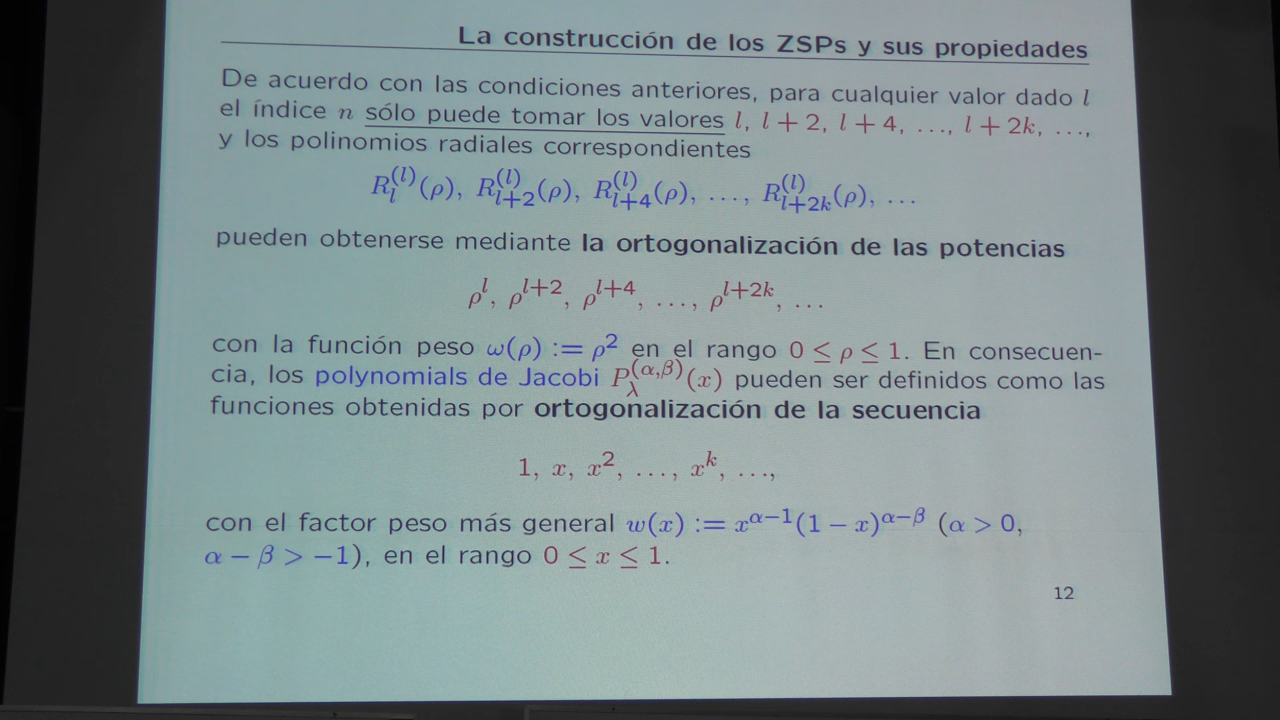 La construcción de los ZSPs y sus propiedades
De acuerdo con las condiciones anteriores, para cualquier valor dado l
el índice n sólo puede tomar los valores l, l + 2, l + 4, ..., l + 2k, ...,
y los polinomios radiales correspondientes
R_l^{(l)}(ρ), R_{l+2}^{(l)}(ρ), R_{l+4}^{(l)}(ρ), ..., R_{l+2k}^{(l)}(ρ), ...
pueden obtenerse mediante la ortogonalización de las potencias
ρ^l, ρ^{l+2}, ρ^{l+4}, ..., ρ^{l+2k}, ...
con la función peso ω(ρ) := ρ^2 en el rango 0 ≤ ρ ≤ 1. En consecuen-
cia, los polynomials de Jacobi P_λ^{(α,β)}(x) pueden ser definidos como las
funciones obtenidas por ortogonalización de la secuencia
1, x, x^2, ..., x^k, ...,
con el factor peso más general w(x) := x^{α−1}(1 − x)^{α−β} (α > 0,
α − β > −1), en el rango 0 ≤ x ≤ 1.
12